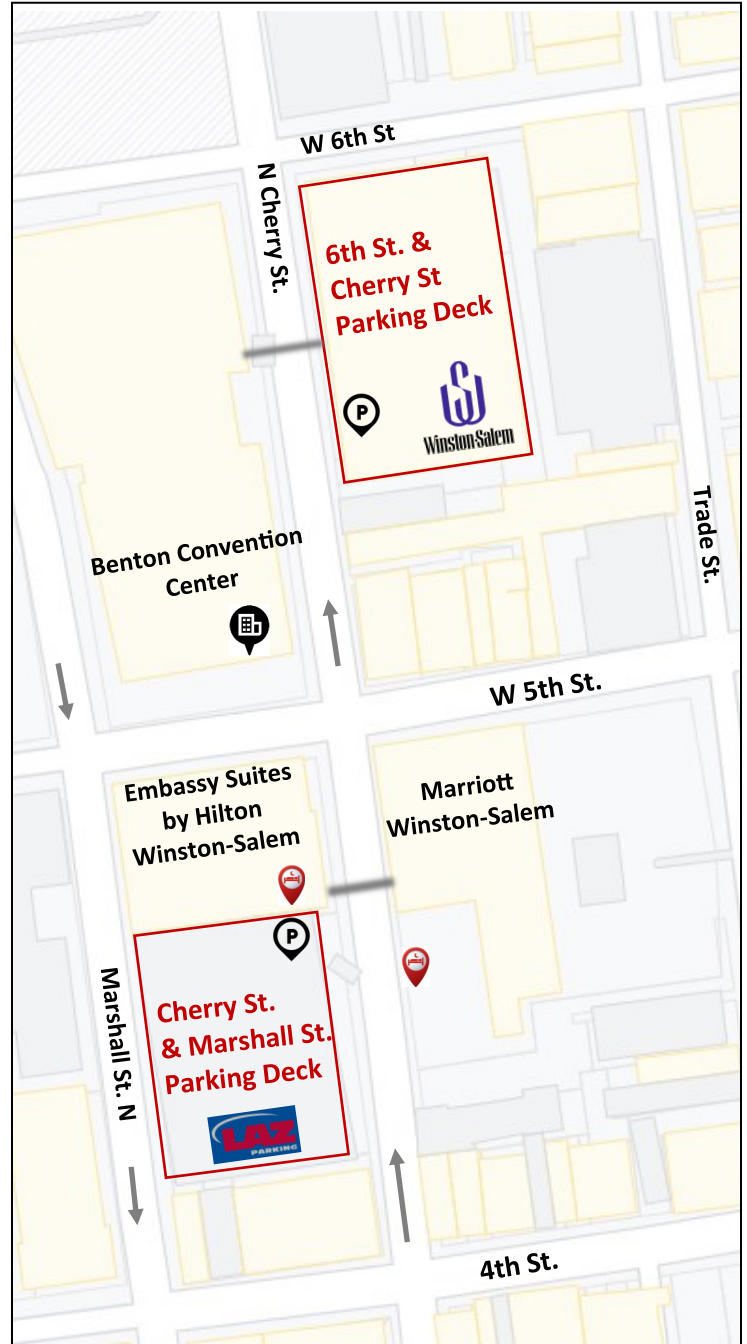 W 6th St
N Cherry St.
6th St. &
Cherry St
Parking Deck
P
Winston-Salem
Trade St.
Benton Convention
Center
W 5th St.
Embassy Suites
by Hilton
Winston-Salem
Marriott
Winston-Salem
P
Marshall St. N
Cherry St.
& Marshall St.
Parking Deck
LAZ
PARKING
4th St.